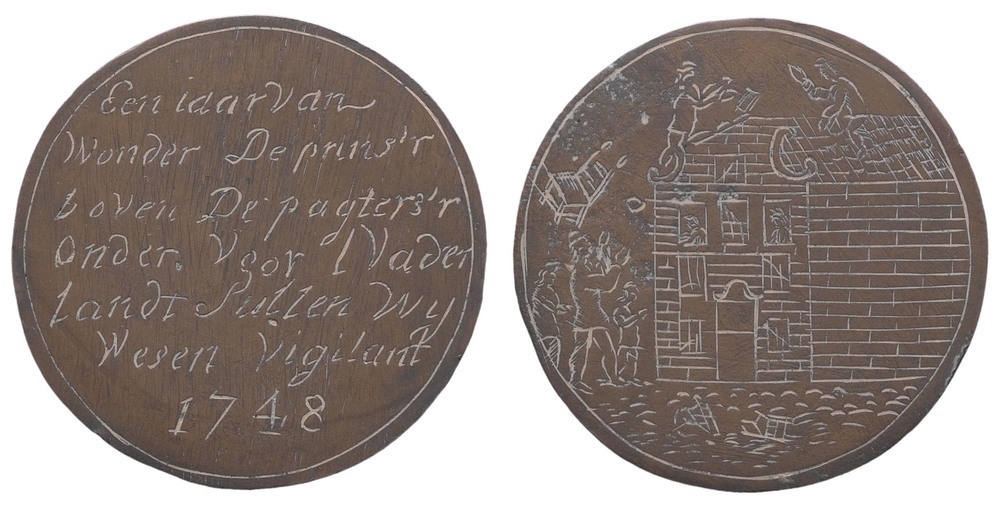 Een iaar van
Wonder De prins'r
boven De pagters'r
onder Voor t Vader
landt Sullen Wy
Wesen Vigilant
1748